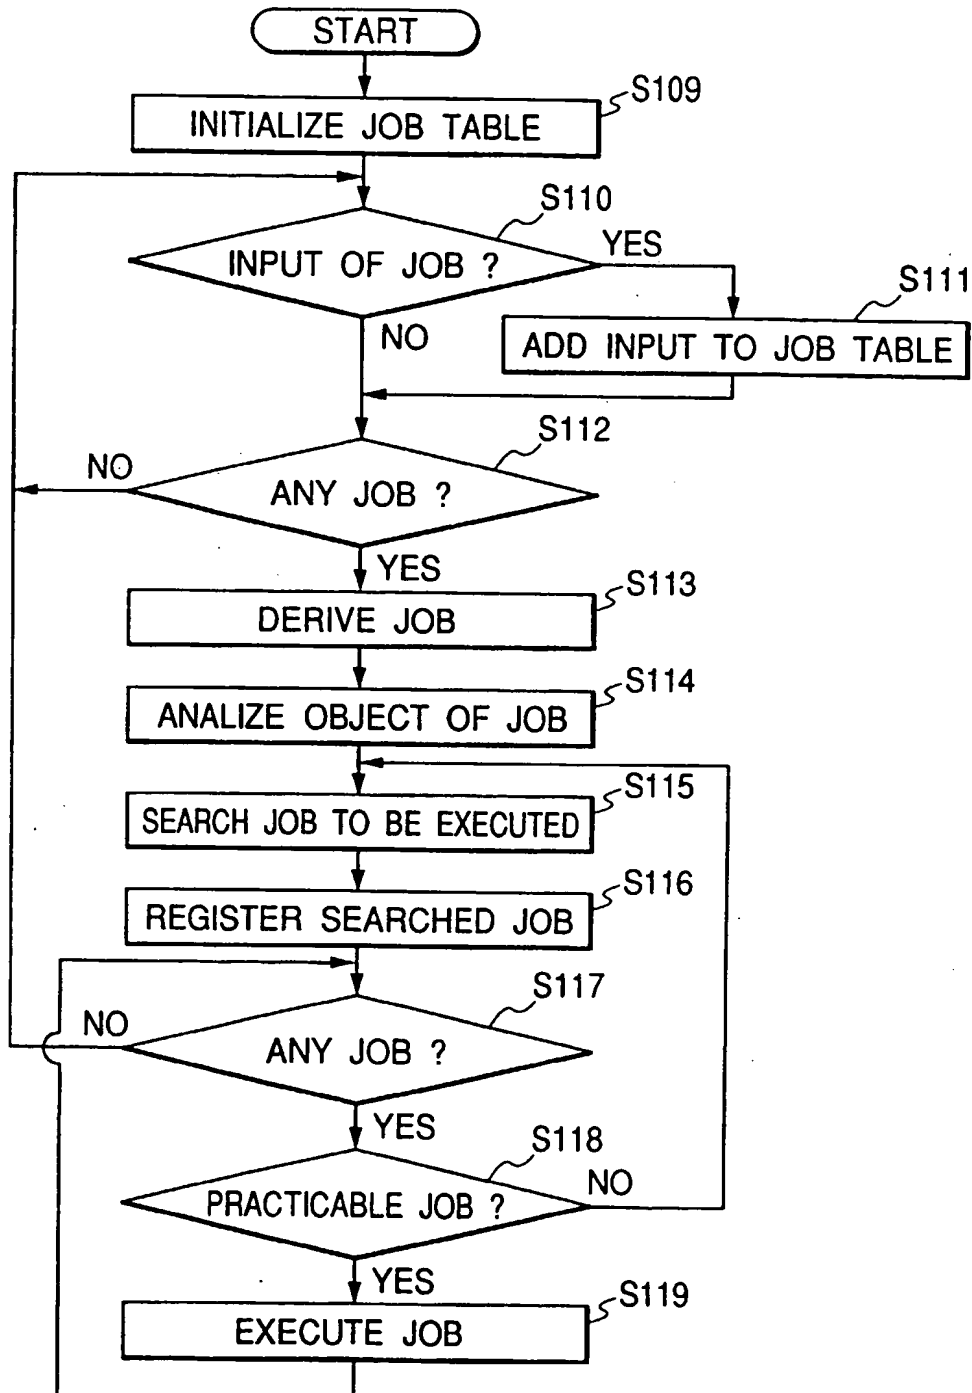 START
S109
INITIALIZE JOB TABLE
S110
INPUT OF JOB ?
YES
S111
ADD INPUT TO JOB TABLE
NO
S112
NO
ANY JOB ?
YES
S113
DERIVE JOB
S114
ANALIZE OBJECT OF JOB
S115
SEARCH JOB TO BE EXECUTED
S116
REGISTER SEARCHED JOB
S117
NO
ANY JOB ?
YES
S118
NO
PRACTICABLE JOB ?
YES
S119
EXECUTE JOB